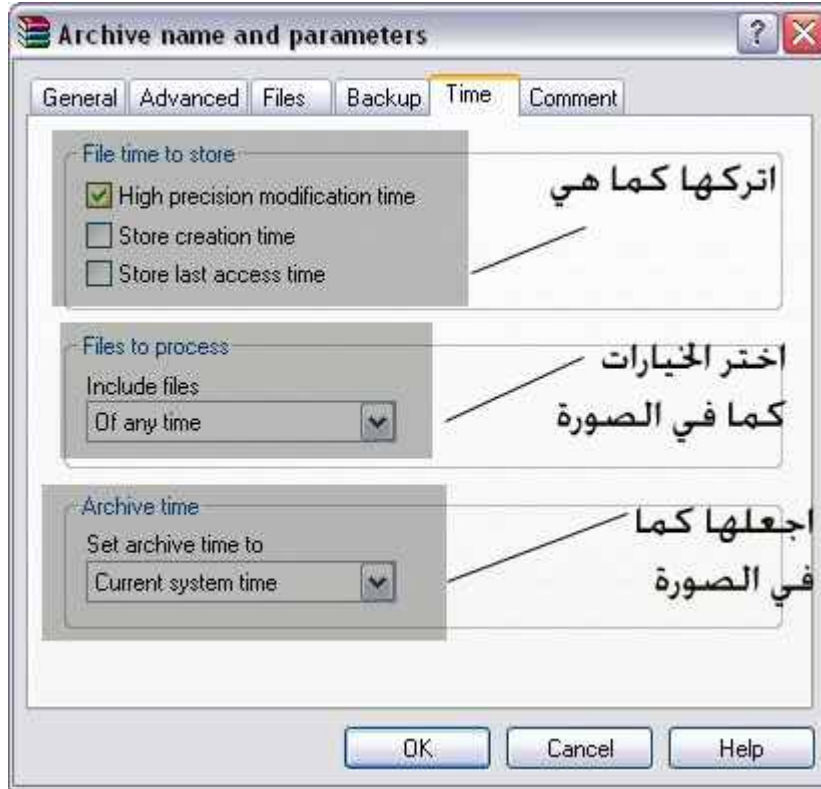 Archive name and parameters
General Advanced Files Backup Time Comment
File time to store
High precision modification time
Store creation time
Store last access time
اتركها كما هي
Files to process
Include files
Of any time
اختر الخيارات
كما في الصورة
Archive time
Set archive time to
Current system time
اجعلها كما
في الصورة
OK Cancel Help